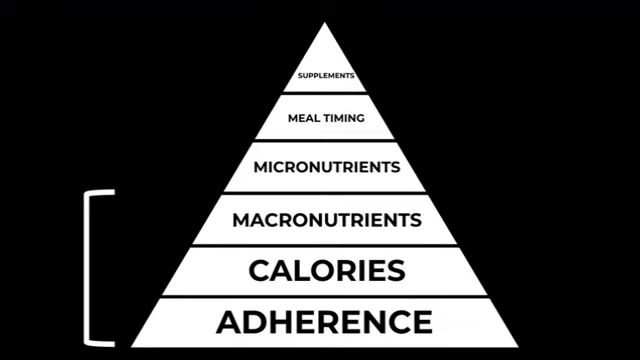 SUPPLEMENTS
MEAL TIMING
MICRONUTRIENTS
MACRONUTRIENTS
CALORIES
ADHERENCE